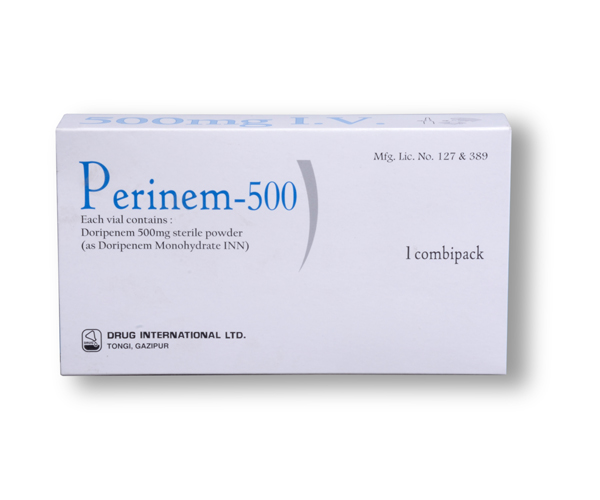 500mg I.V.
Mfg. Lic. No. 127 & 389
Perinem-500
Each vial contains :
Doripenem 500mg sterile powder
(as Doripenem Monohydrate INN)
1 combipack
DRUG INTERNATIONAL LTD.
TONGI, GAZIPUR